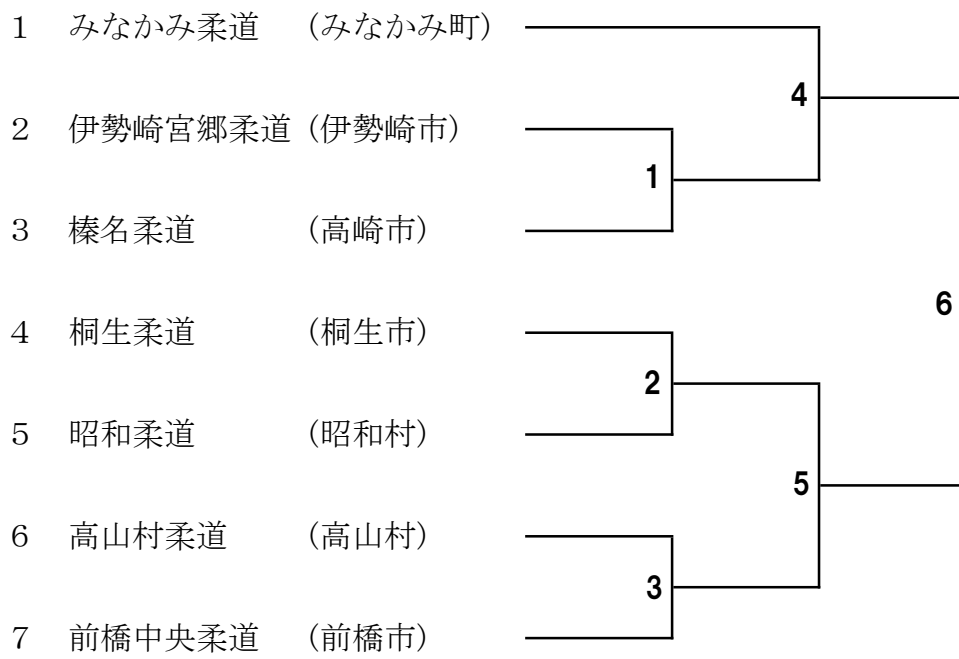 1 みなかみ柔道 (みなかみ町)
4
2 伊勢崎宮郷柔道 (伊勢崎市)
1
3 榛名柔道 (高崎市)
6
4 桐生柔道 (桐生市)
2
5 昭和柔道 (昭和村)
5
6 高山村柔道 (高山村)
3
7 前橋中央柔道 (前橋市)